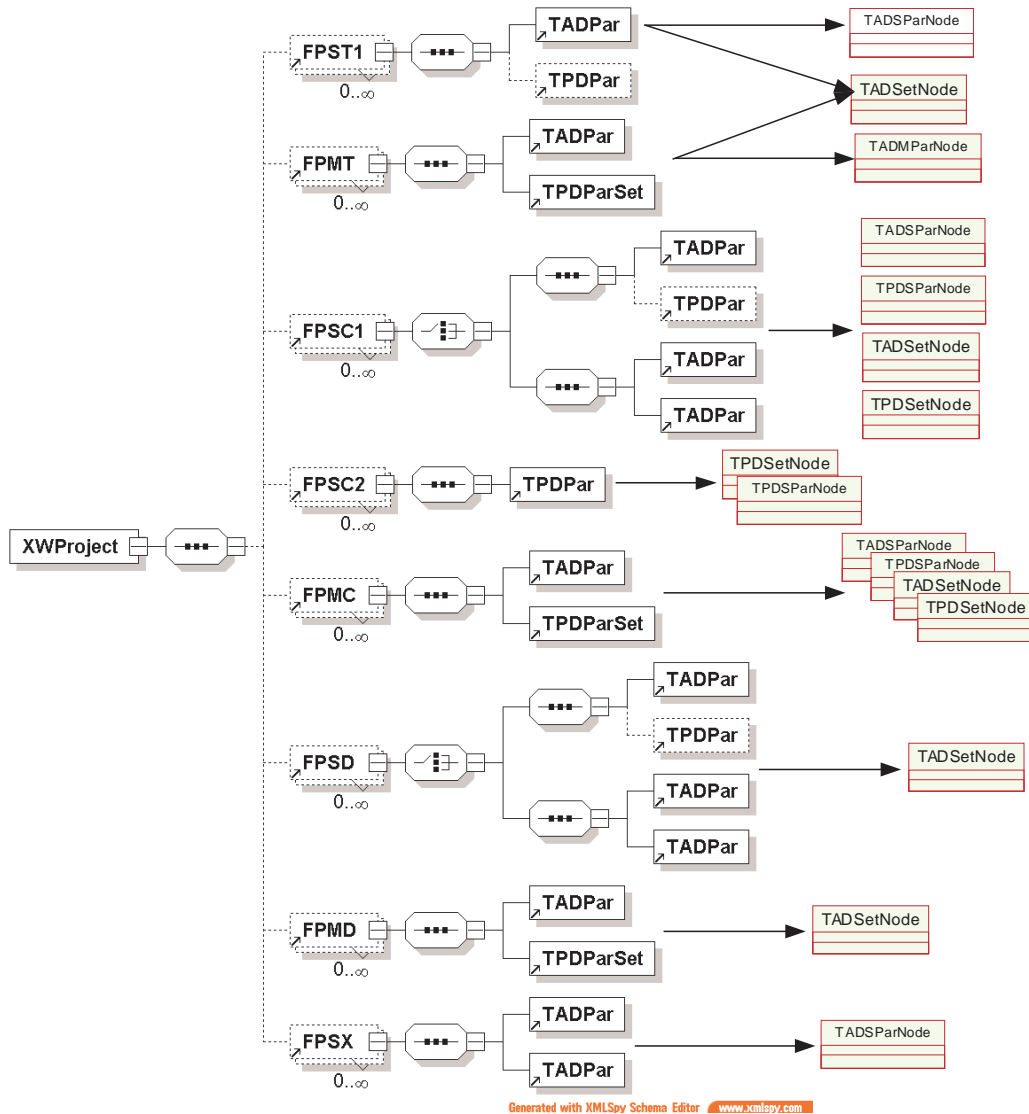 XWProject
FPST1
0..∞
TADPar
TPDPar
TADSParNode
TADSetNode
FPMT
0..∞
TADPar
TPDParSet
TADMParNode
FPSC1
0..∞
TADPar
TPDPar
TADPar
TADPar
TADSParNode
TPDSParNode
TADSetNode
TPDSetNode
FPSC2
0..∞
TPDPar
TPDSetNode
TPDSParNode
FPMC
0..∞
TADPar
TPDParSet
TADSParNode
TPDSParNode
TADSetNode
TPDSetNode
FPSD
0..∞
TADPar
TPDPar
TADPar
TADPar
TADSetNode
FPMD
0..∞
TADPar
TPDParSet
TADSetNode
FPSX
0..∞
TADPar
TADPar
TADSParNode
Generated with XMLSpy Schema Editor www.xmlspy.com